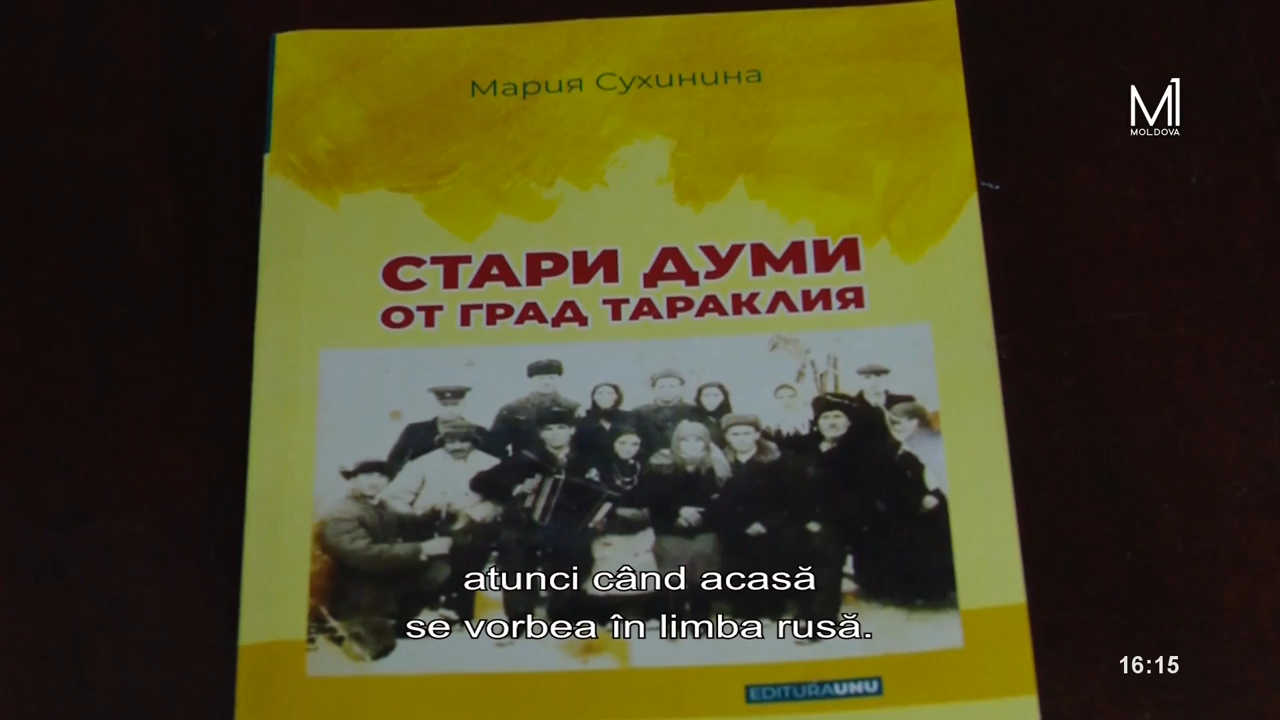 Мария Сухинина
M1
MOLDOVA
СТАРИ ДУМИ
ОТ ГРАД ТАРАКЛИЯ
atunci când acasă
se vorbea în limba rusă.
EDITURAUNU
16:15